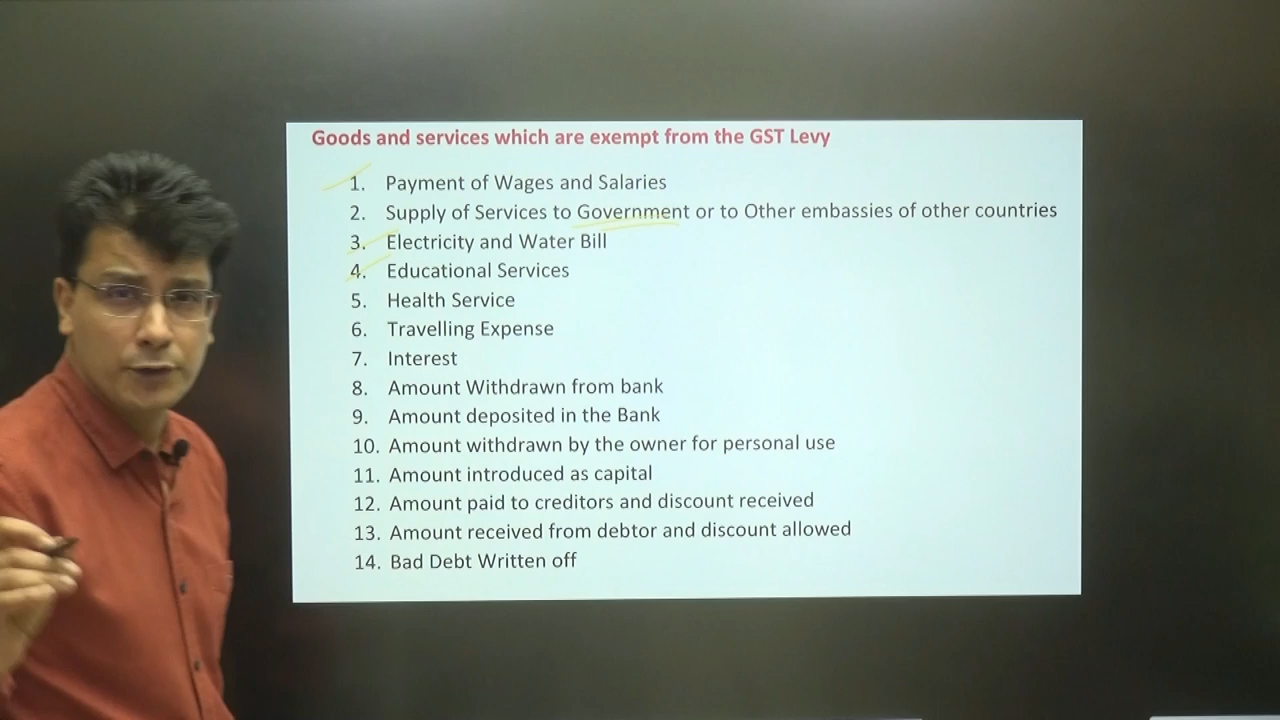 Goods and services which are exempt from the GST Levy
1. Payment of Wages and Salaries
2. Supply of Services to Government or to Other embassies of other countries
3. Electricity and Water Bill
4. Educational Services
5. Health Service
6. Travelling Expense
7. Interest
8. Amount Withdrawn from bank
9. Amount deposited in the Bank
10. Amount withdrawn by the owner for personal use
11. Amount introduced as capital
12. Amount paid to creditors and discount received
13. Amount received from debtor and discount allowed
14. Bad Debt Written off